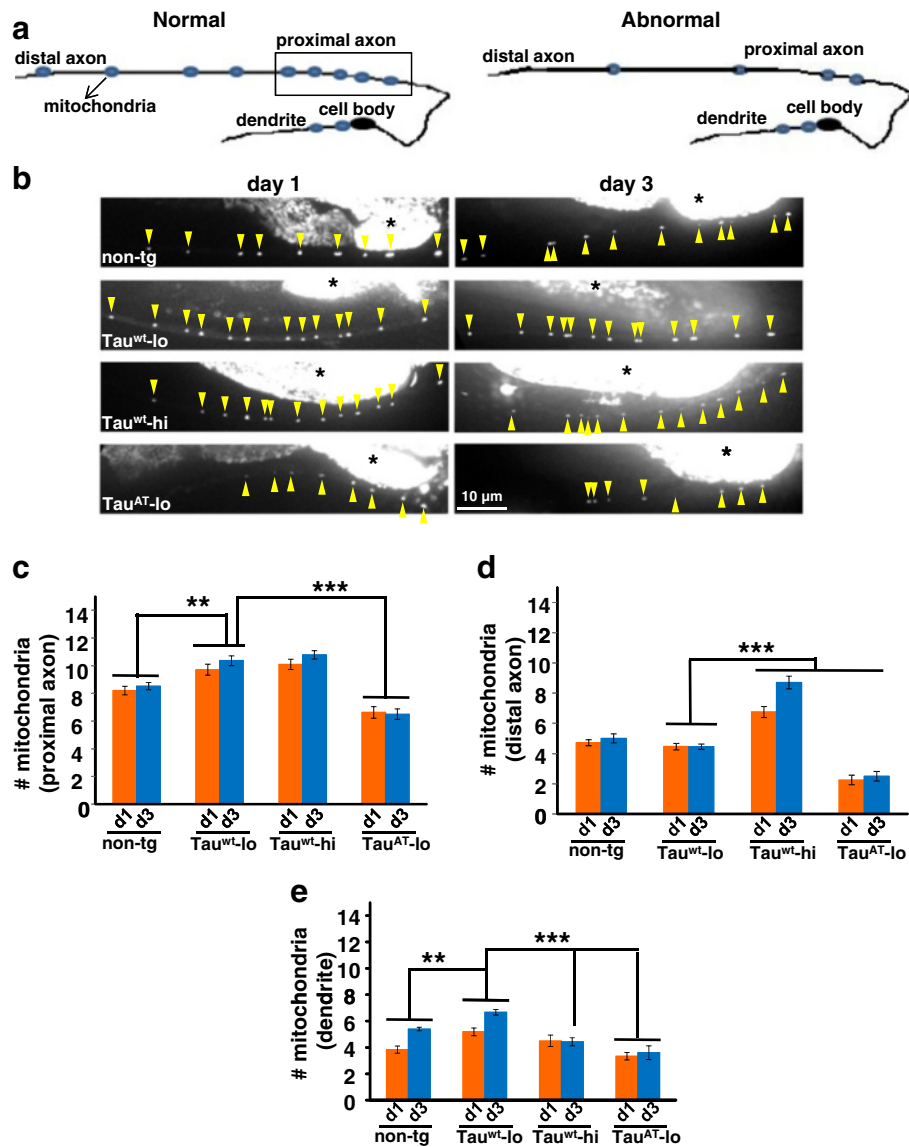 a
Normal
Abnormal
distal axon
proximal axon
mitochondria
dendrite
cell body
distal axon
proximal axon
dendrite
cell body
b
day 1
day 3
non-tg
*
*
Tauwt-lo
*
*
Tauwt-hi
*
*
TauAT-lo
*
10 µm
*
c
# mitochondria
(proximal axon)
14
12
10
8
6
4
2
0
**
***
d1 d3 d1 d3 d1 d3 d1 d3
non-tg Tauwt-lo Tauwt-hi TauAT-lo
d
# mitochondria
(distal axon)
14
12
10
8
6
4
2
0
***
d1 d3 d1 d3 d1 d3 d1 d3
non-tg Tauwt-lo Tauwt-hi TauAT-lo
e
# mitochondria
(dendrite)
14
12
10
8
6
4
2
0
**
***
d1 d3 d1 d3 d1 d3 d1 d3
non-tg Tauwt-lo Tauwt-hi TauAT-lo